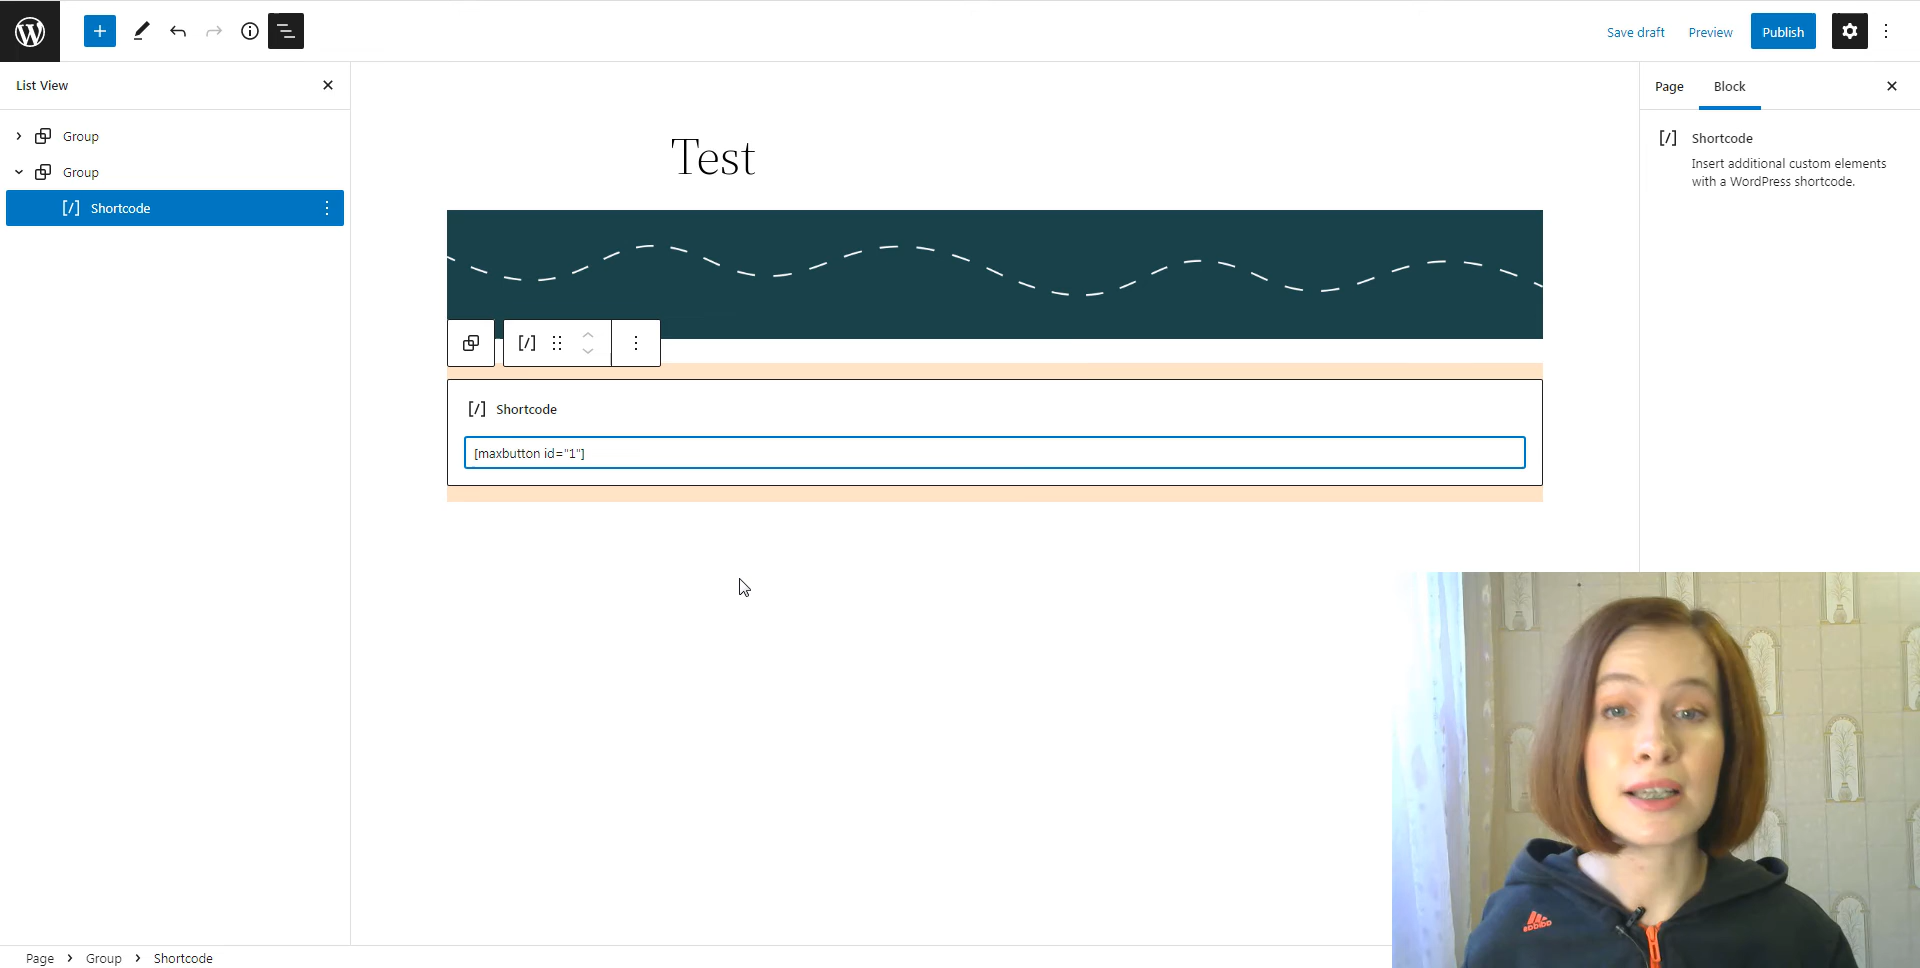 Save draft
Preview
Publish
List View
Group
Group
[/] Shortcode
Page
Block
[/] Shortcode
Insert additional custom elements
with a WordPress shortcode.
Test
[/]
[/] Shortcode
[maxbutton id="1"]
adidas
Page > Group > Shortcode